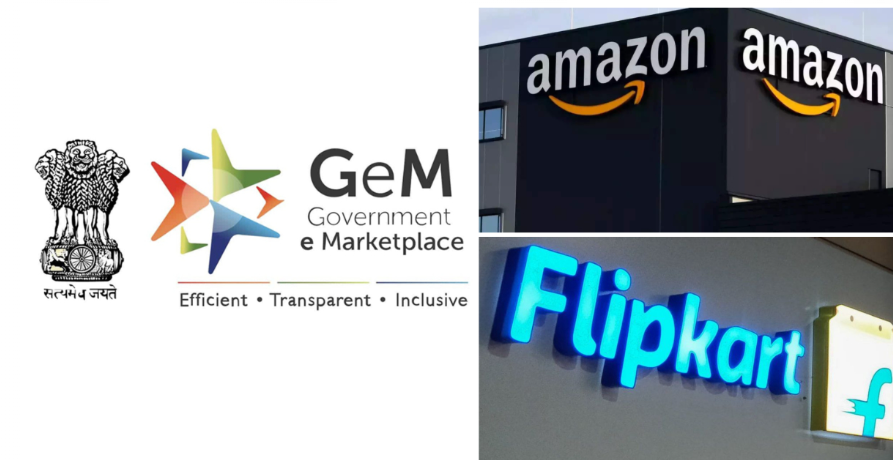 GeM
Government
e Marketplace
सत्यमेव जयते
Efficient • Transparent • Inclusive
amazon
amazon
Flipkart
f